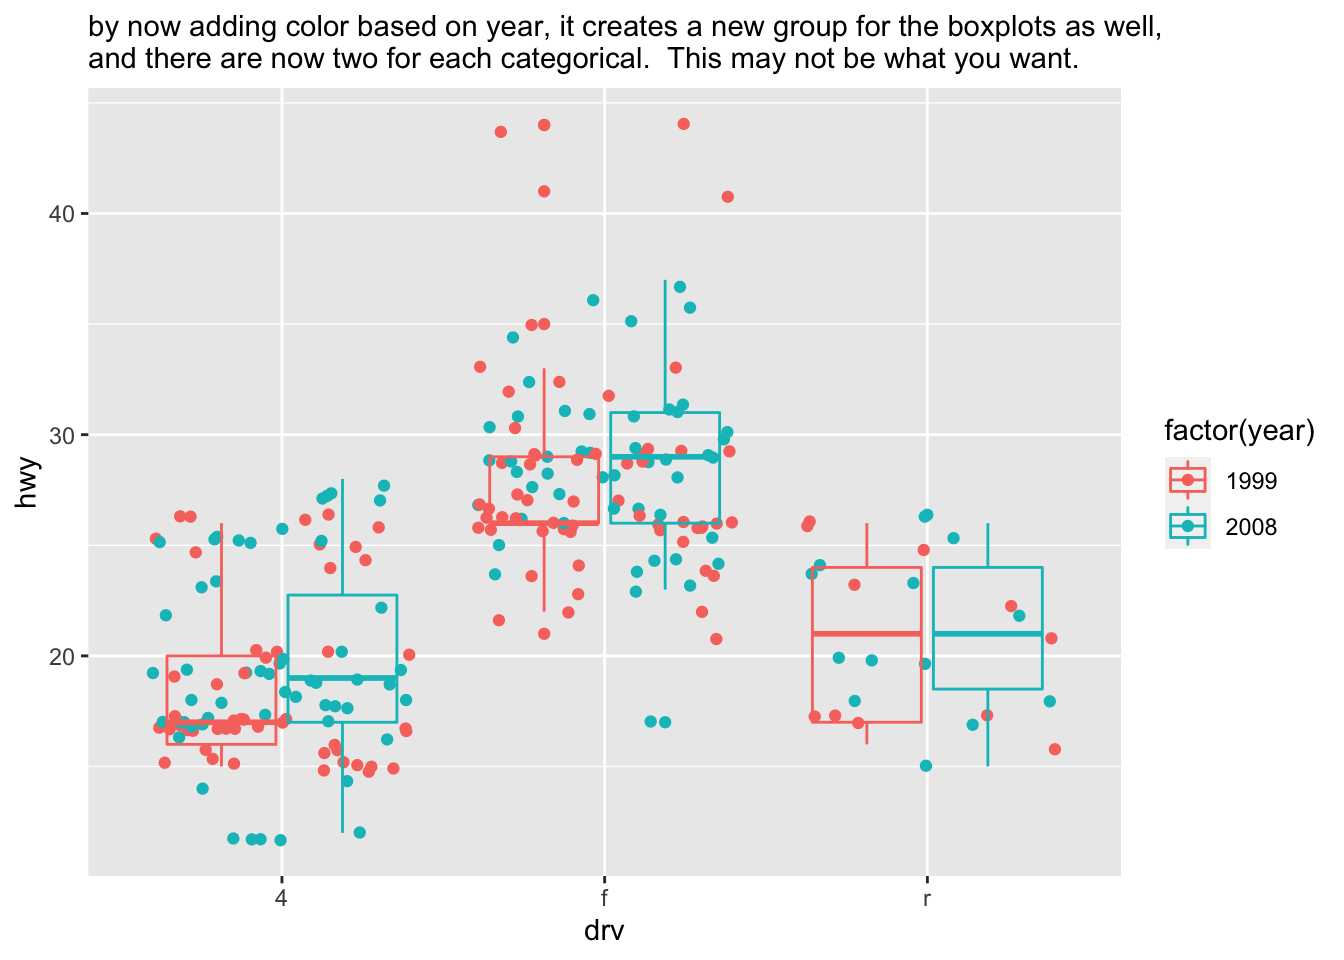 by now adding color based on year, it creates a new group for the boxplots as well,
and there are now two for each categorical.  This may not be what you want.
40
30
20
hwy
4
f
r
drv
factor(year)
1999
2008